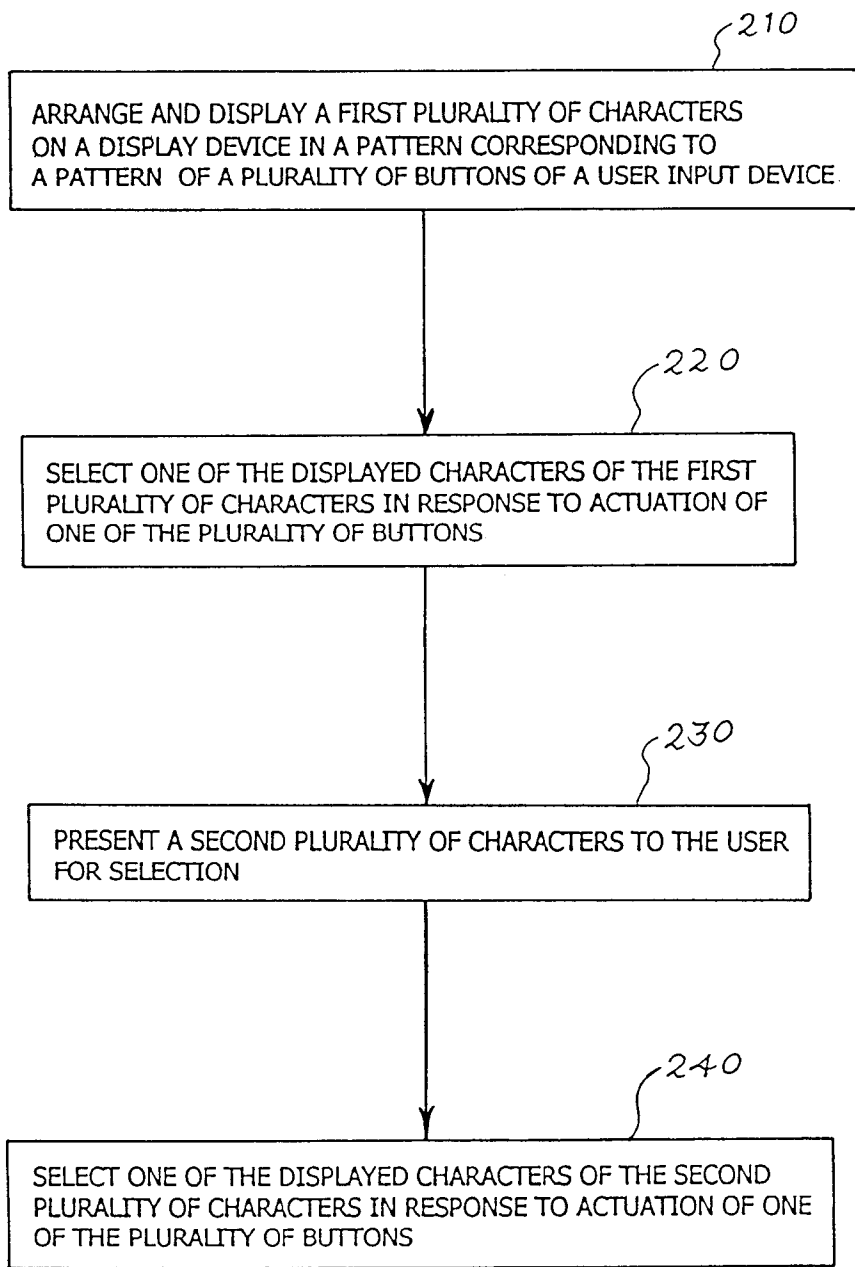 210
ARRANGE AND DISPLAY A FIRST PLURALITY OF CHARACTERS
ON A DISPLAY DEVICE IN A PATTERN CORRESPONDING TO
A PATTERN OF A PLURALITY OF BUTTONS OF A USER INPUT DEVICE
220
SELECT ONE OF THE DISPLAYED CHARACTERS OF THE FIRST
PLURALITY OF CHARACTERS IN RESPONSE TO ACTUATION OF
ONE OF THE PLURALITY OF BUTTONS
230
PRESENT A SECOND PLURALITY OF CHARACTERS TO THE USER
FOR SELECTION
240
SELECT ONE OF THE DISPLAYED CHARACTERS OF THE SECOND
PLURALITY OF CHARACTERS IN RESPONSE TO ACTUATION OF ONE
OF THE PLURALITY OF BUTTONS